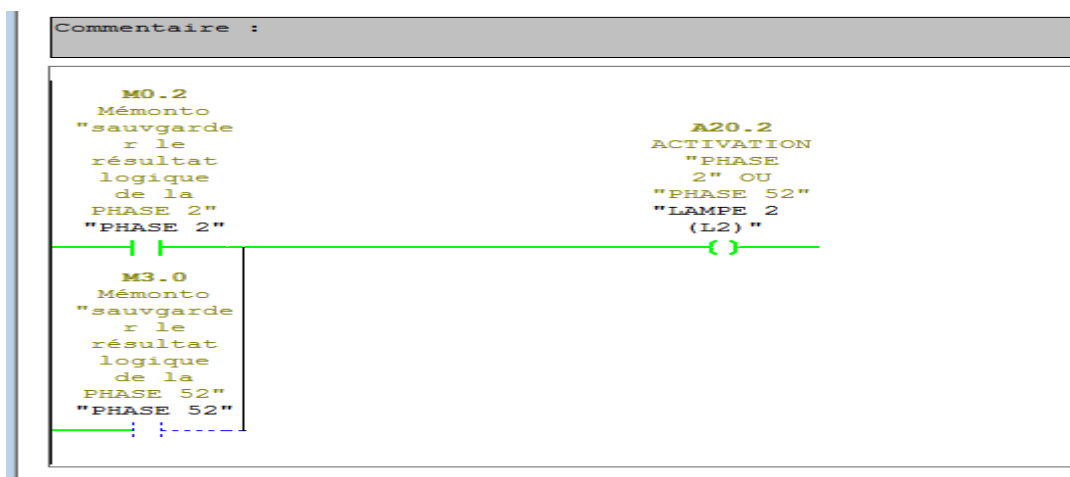 Commentaire :
M0.2
Mémonto
"sauvgarde
r le
résultat
logique
de la
PHASE 2"
"PHASE 2"
A20.2
ACTIVATION
"PHASE
2" OU
"PHASE 52"
"LAMPE 2
(L2)"
M3.0
Mémonto
"sauvgarde
r le
résultat
logique
de la
PHASE 52"
"PHASE 52"